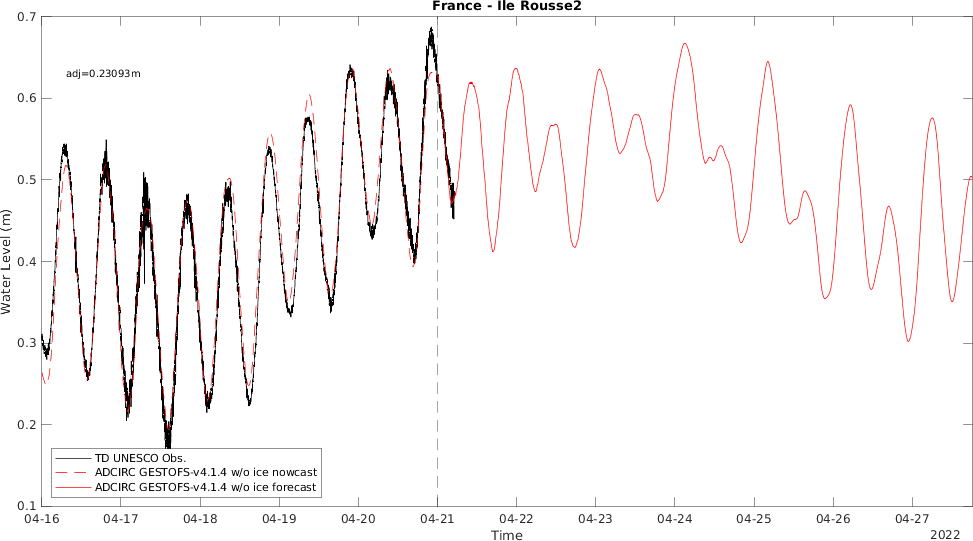 France - Ile Rousse2
adj=0.23093m
0.7
0.6
0.5
0.4
0.3
0.2
0.1
Water Level (m)
TD UNESCO Obs.
ADCIRC GESTOFS-v4.1.4 w/o ice nowcast
ADCIRC GESTOFS-v4.1.4 w/o ice forecast
04-16 04-17 04-18 04-19 04-20 04-21 04-22 04-23 04-24 04-25 04-26 04-27
Time
2022